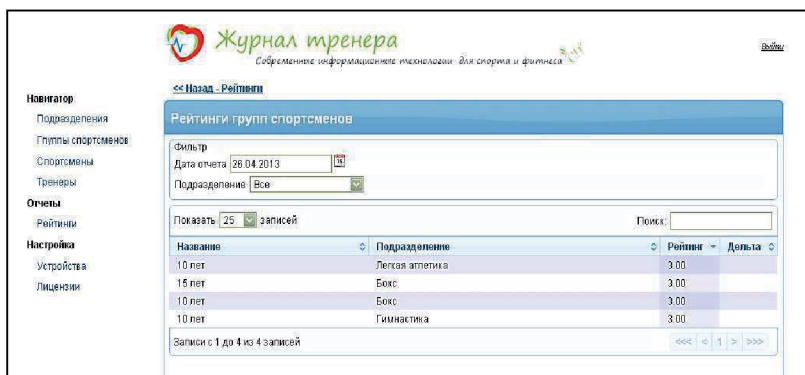 Журнал тренера
Современные информационные технологии для спорта и фитнеса
Выйти
<< Назад - Рейтинги
Навигатор
Подразделения
Группы спортсменов
Спортсмены
Тренеры
Отчеты
Рейтинги
Настройка
Устройства
Лицензии
Рейтинги групп спортсменов
Фильтр
Дата отчета 26.04.2013
Подразделение Все
Показать 25 записей Поиск:
Название Подразделение Рейтинг Дельта
10 лет Легкая атлетика 3.00
15 лет Бокс 3.00
10 лет Бокс 3.00
10 лет Гимнастика 3.00
Записи с 1 до 4 из 4 записей <<< < 1 > >>>